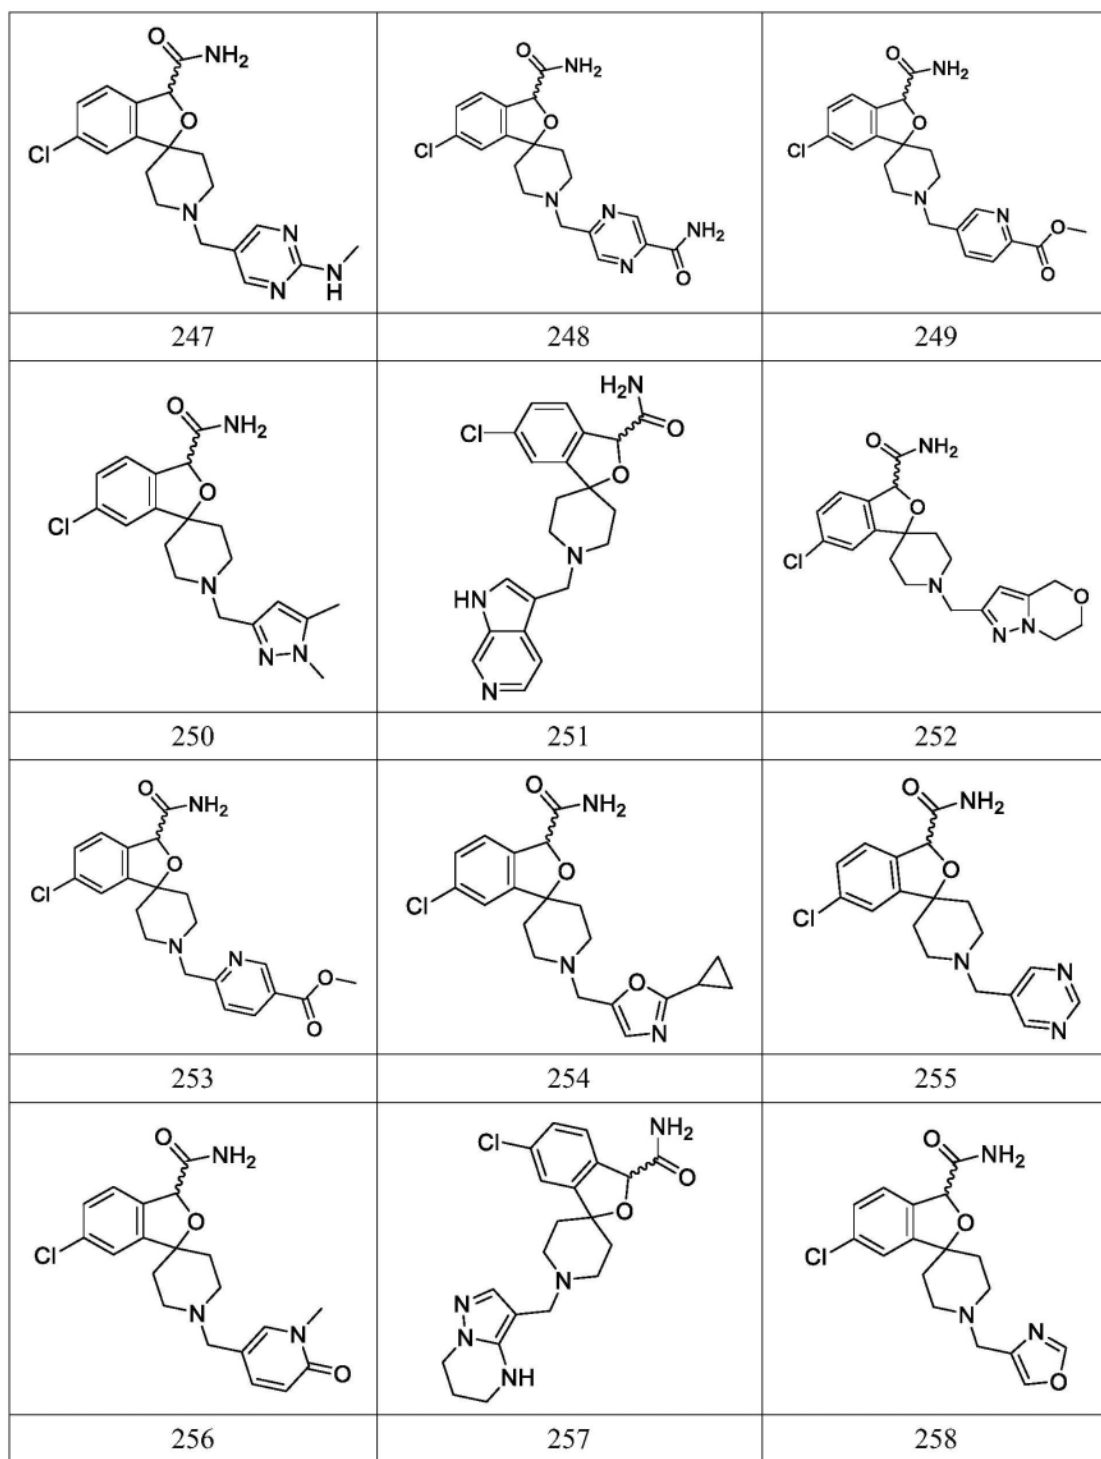 O NH₂ O Cl N N N N H
O NH₂ O Cl N N N NH₂ O
O NH₂ O Cl N N O O
247 248 249
O NH₂ O Cl N N N
H₂N O Cl O N HN N
O NH₂ O Cl N N N O
250 251 252
O NH₂ O Cl N N O O
O NH₂ O Cl N O N
O NH₂ O Cl N N N
253 254 255
O NH₂ O Cl N N O
NH₂ Cl O O N N N NH
O NH₂ O Cl N N O
256 257 258